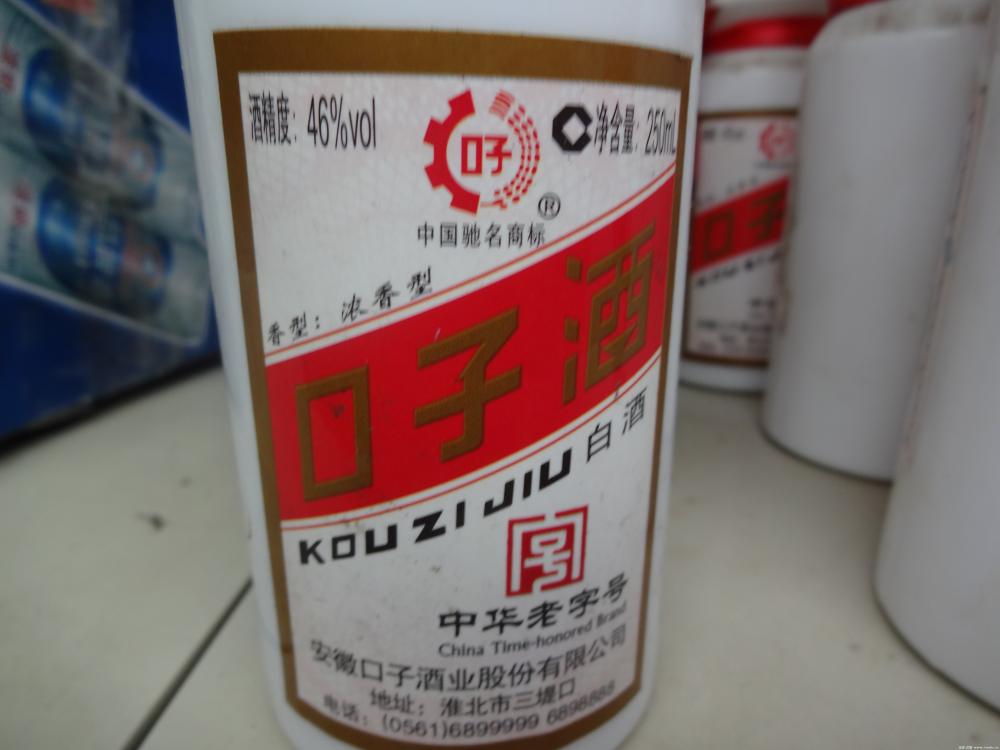 酒精度：46%vol
净含量：250mL
口子
®
中国驰名商标
香型：浓香型
口子酒
KOUZIJIU 白酒
中华老字号
China Time-honored Brand
安徽口子酒业股份有限公司
地址：淮北市三堤口
电话：(0561)6899999 6898888
口子